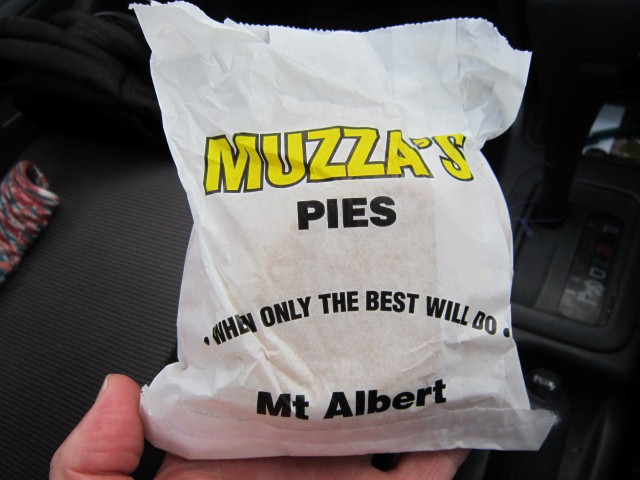 MUZZA'S
PIES
• WHEN ONLY THE BEST WILL DO •
Mt Albert